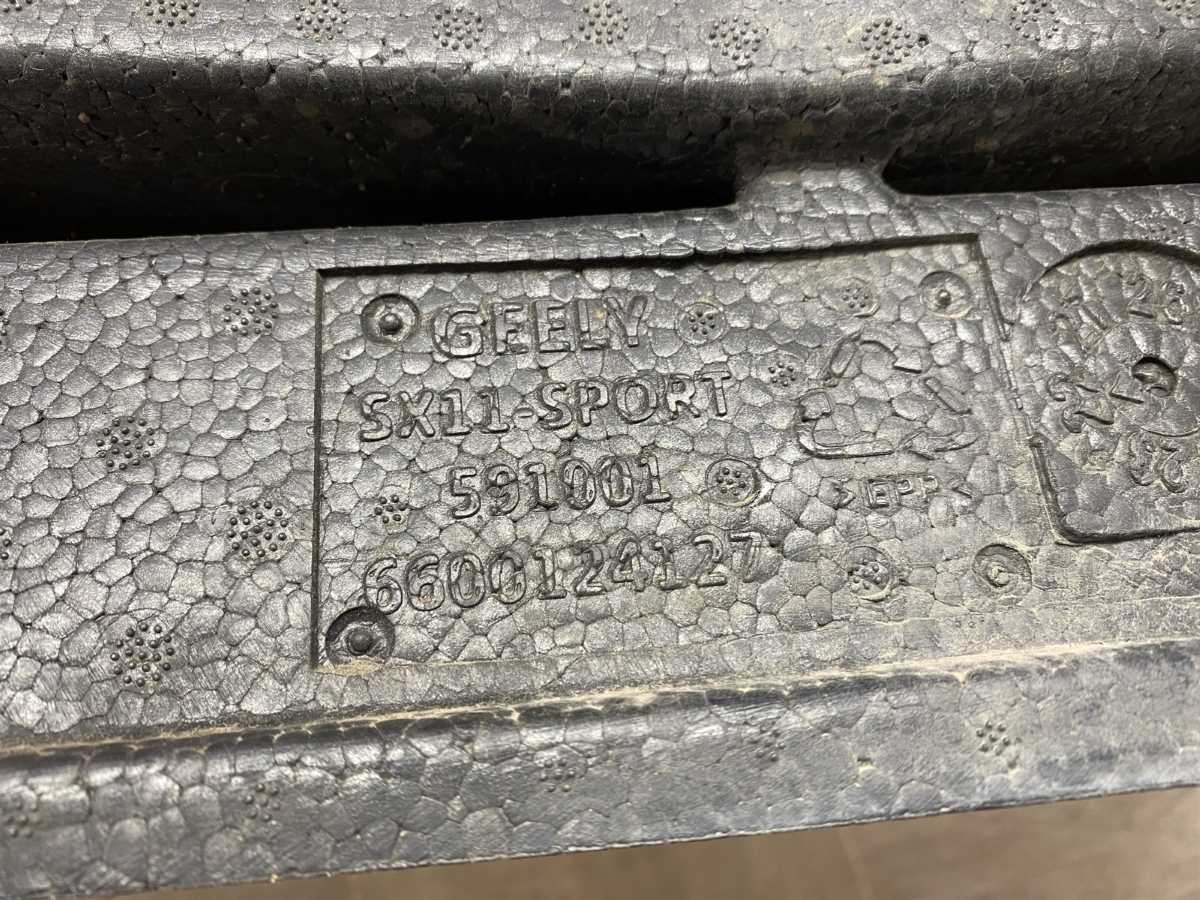 GEELY
SX11-SPORT
591001
6600124127
>EPP<